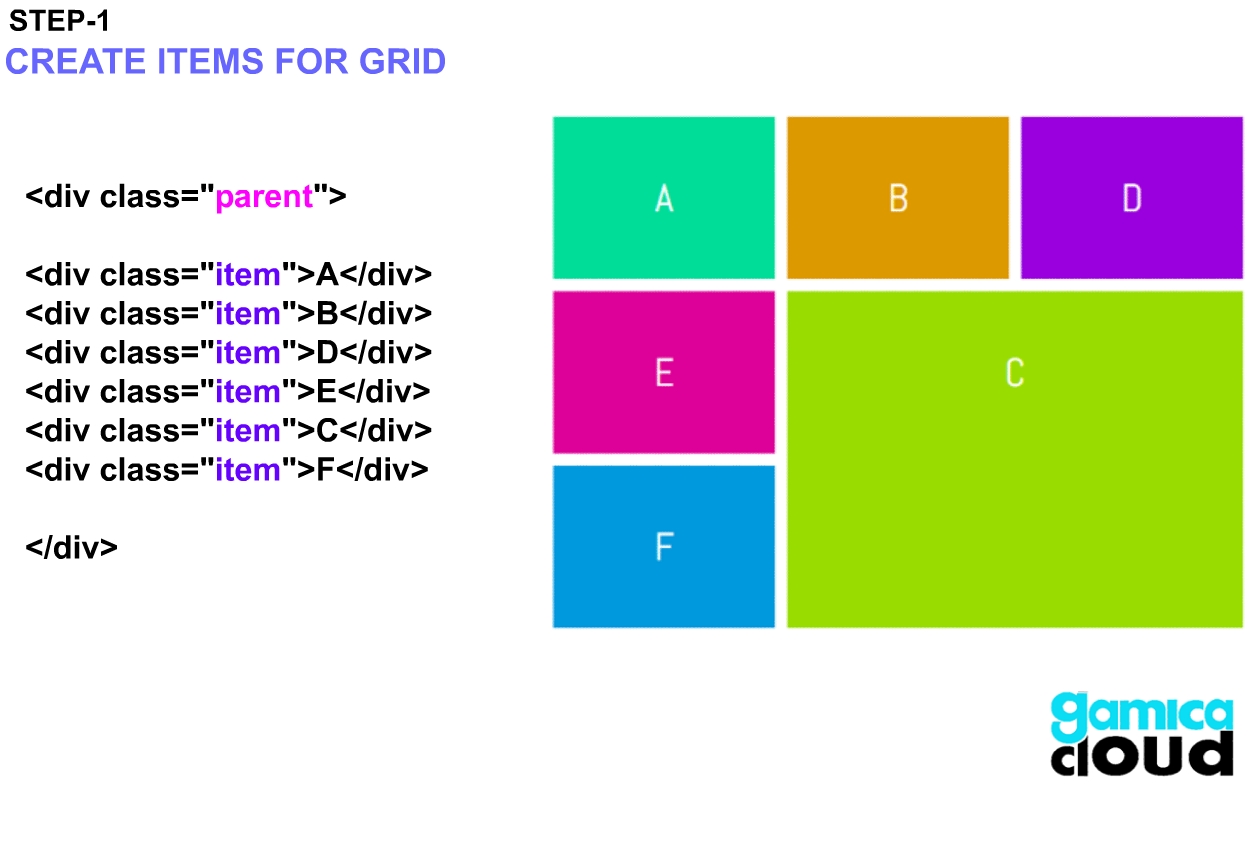 STEP-1
CREATE ITEMS FOR GRID
<div class="parent">
<div class="item">A</div>
<div class="item">B</div>
<div class="item">D</div>
<div class="item">E</div>
<div class="item">C</div>
<div class="item">F</div>
</div>
A B D
E C
F
gamica
cloud